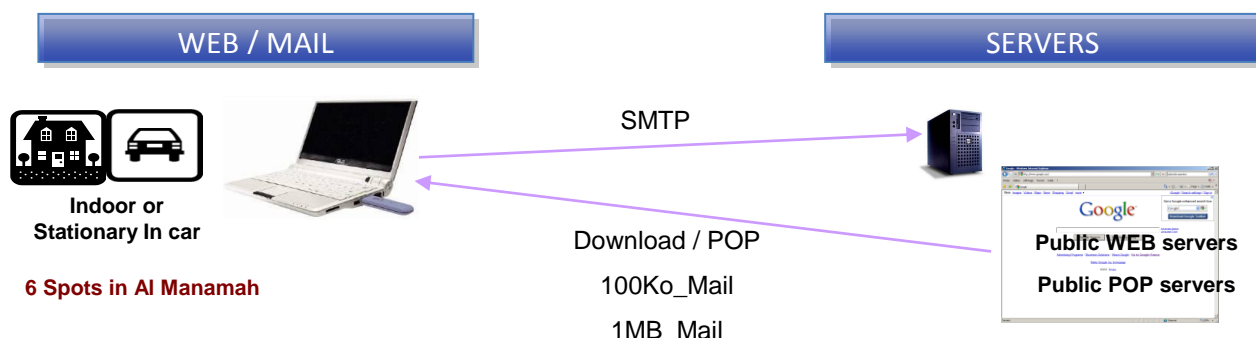 WEB / MAIL
SERVERS
SMTP
Indoor or
Stationary In car
6 Spots in Al Manamah
Download / POP
100Ko_Mail
1MB_Mail
Google
Public WEB servers
Public POP servers